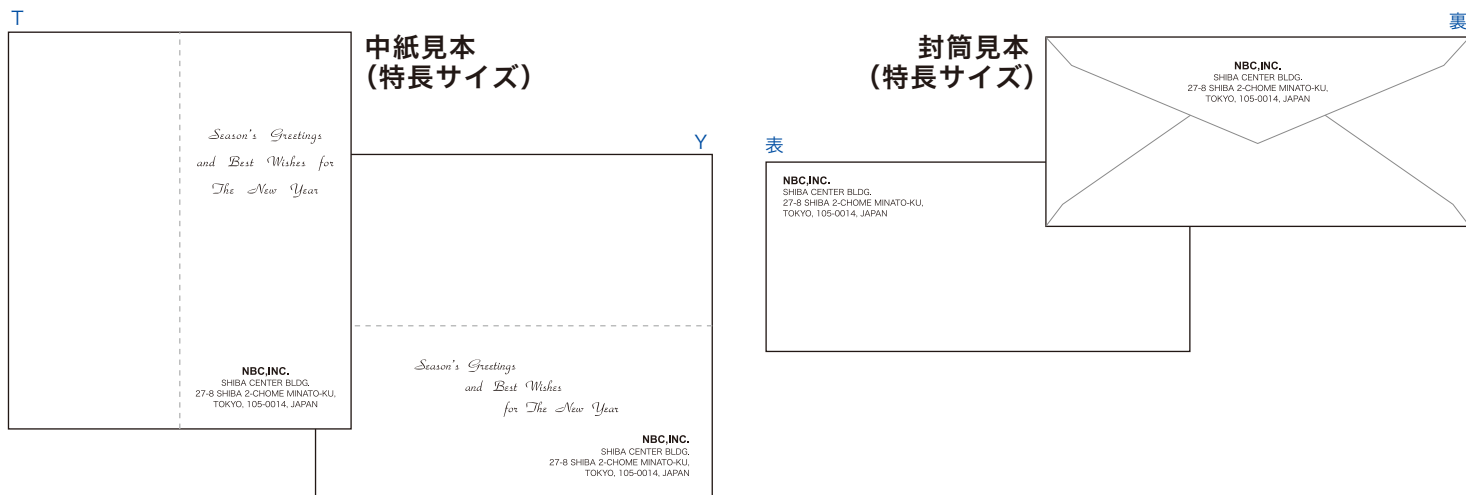 T
中紙見本
（特長サイズ）
Season's Greetings
and Best Wishes for
The New Year
NBC,INC.
SHIBA CENTER BLDG.
27-8 SHIBA 2-CHOME MINATO-KU,
TOKYO, 105-0014, JAPAN
Y
Season's Greetings
and Best Wishes
for The New Year
NBC,INC.
SHIBA CENTER BLDG.
27-8 SHIBA 2-CHOME MINATO-KU,
TOKYO, 105-0014, JAPAN
封筒見本
（特長サイズ）
表
NBC,INC.
SHIBA CENTER BLDG.
27-8 SHIBA 2-CHOME MINATO-KU,
TOKYO, 105-0014, JAPAN
裏
NBC,INC.
SHIBA CENTER BLDG.
27-8 SHIBA 2-CHOME MINATO-KU,
TOKYO, 105-0014, JAPAN